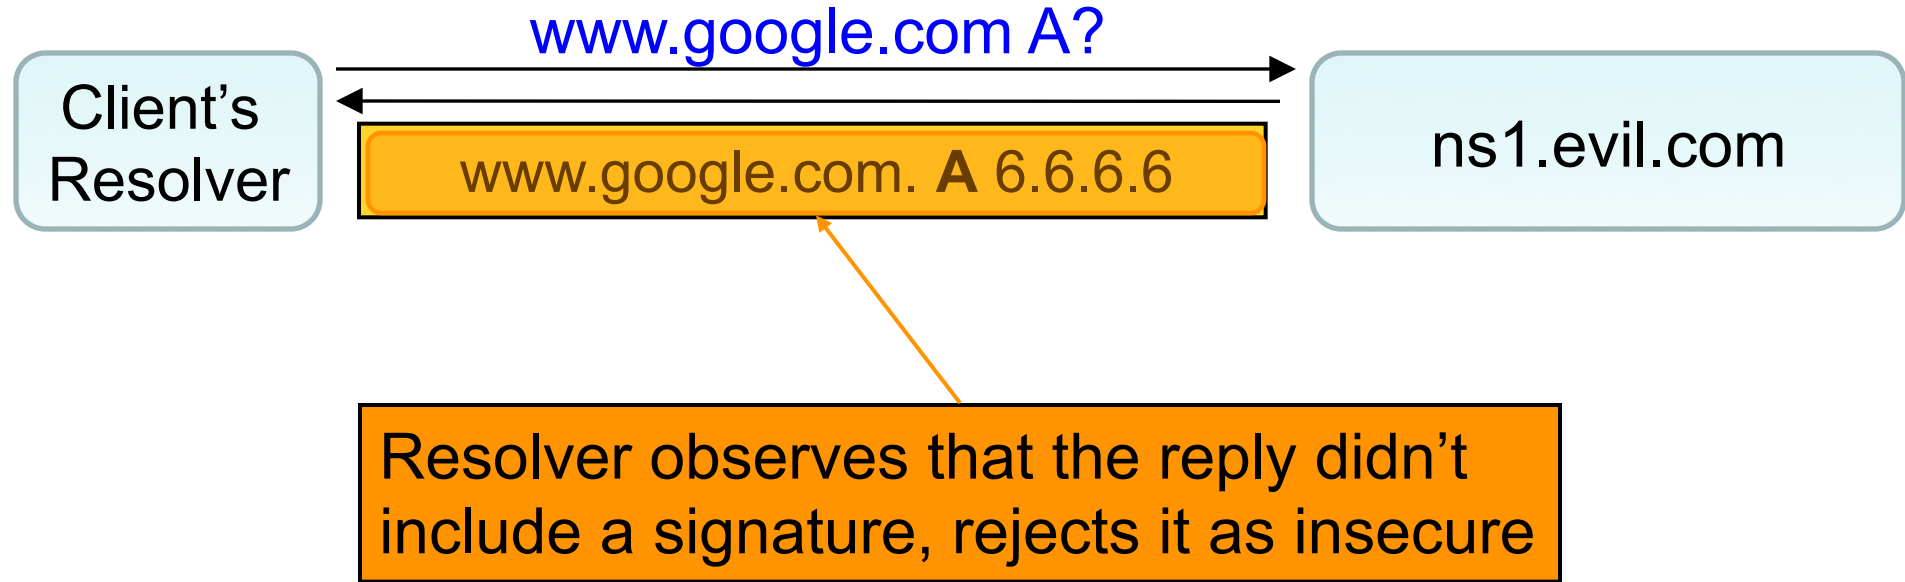 www.google.com A?
Client’s
Resolver
www.google.com. A 6.6.6.6
ns1.evil.com
Resolver observes that the reply didn’t
include a signature, rejects it as insecure